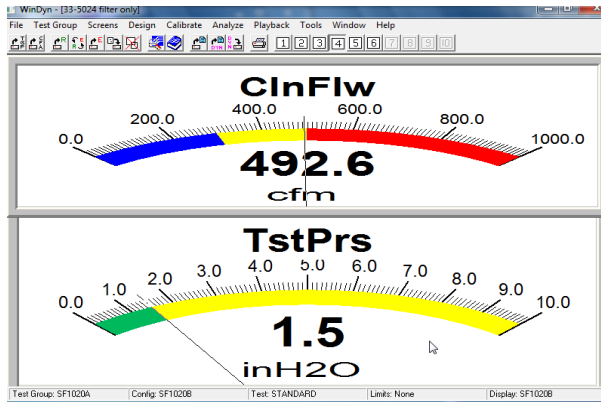 WinDyn - [33-5024 filter only]
File Test Group Screens Design Calibrate Analyze Playback Tools Window Help
1 2 3 4 5 6 7 8 9 10
ClnFlw
0.0 200.0 400.0 600.0 800.0 1000.0
492.6
cfm
TstPrs
0.0 1.0 2.0 3.0 4.0 5.0 6.0 7.0 8.0 9.0 10.0
1.5
inH2O
Test Group: SF1020A Config: SF1020B Test: STANDARD Limits: None Display: SF1020B